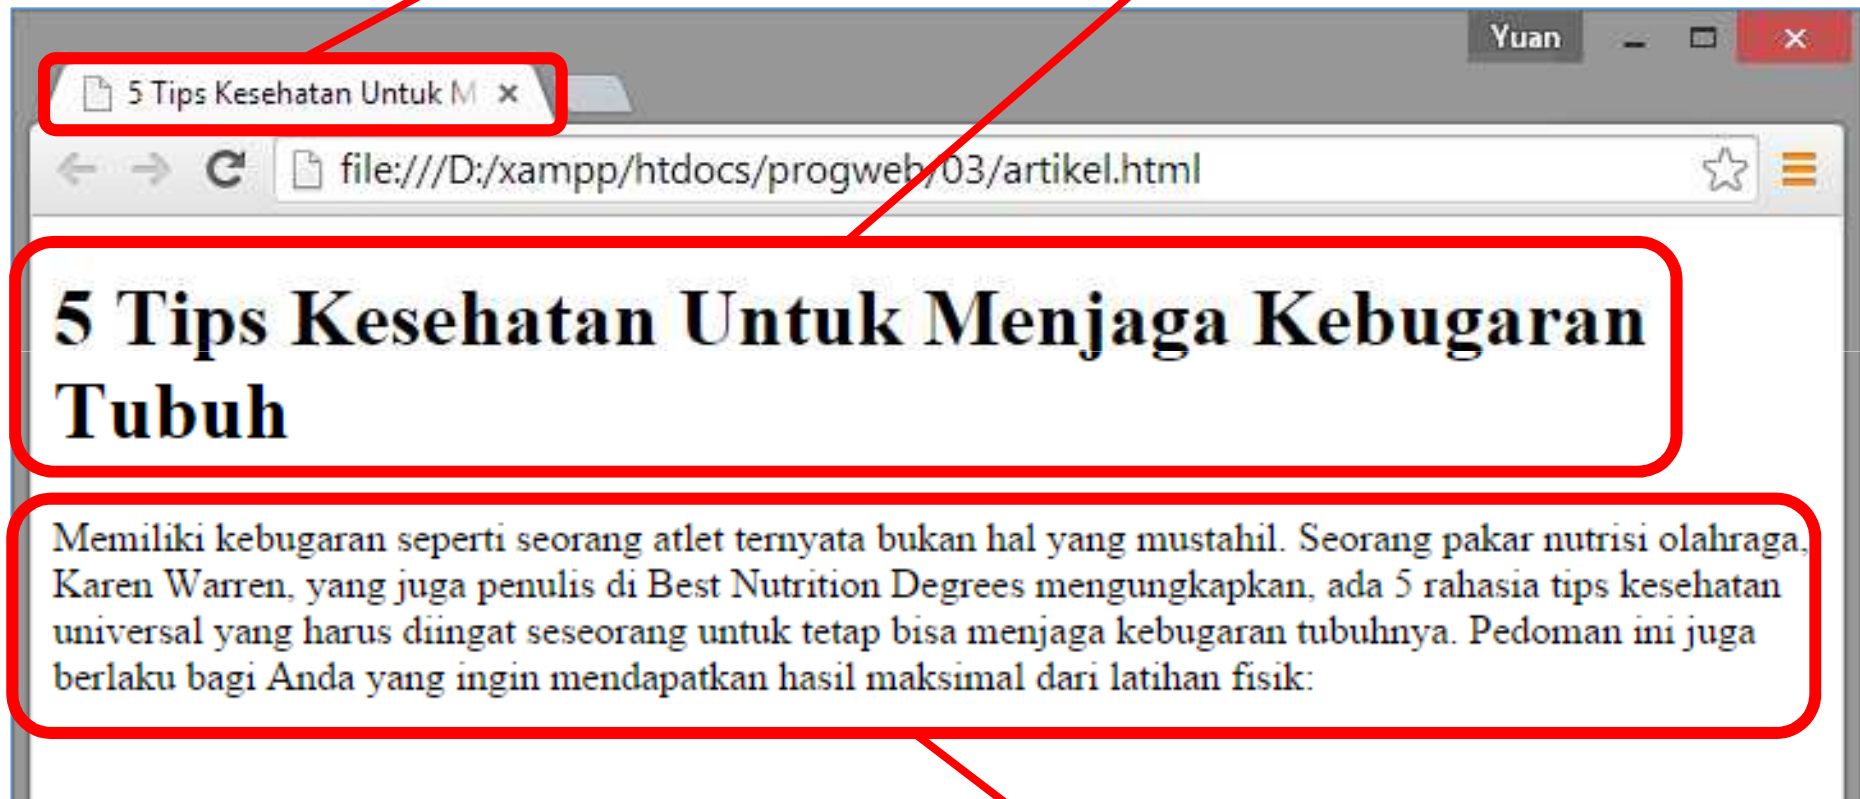 Yuan
5 Tips Kesehatan Untuk M
file:///D:/xampp/htdocs/progweb/03/artikel.html
5 Tips Kesehatan Untuk Menjaga Kebugaran
Tubuh
Memiliki kebugaran seperti seorang atlet ternyata bukan hal yang mustahil. Seorang pakar nutrisi olahraga,
Karen Warren, yang juga penulis di Best Nutrition Degrees mengungkapkan, ada 5 rahasia tips kesehatan
universal yang harus diingat seseorang untuk tetap bisa menjaga kebugaran tubuhnya. Pedoman ini juga
berlaku bagi Anda yang ingin mendapatkan hasil maksimal dari latihan fisik: